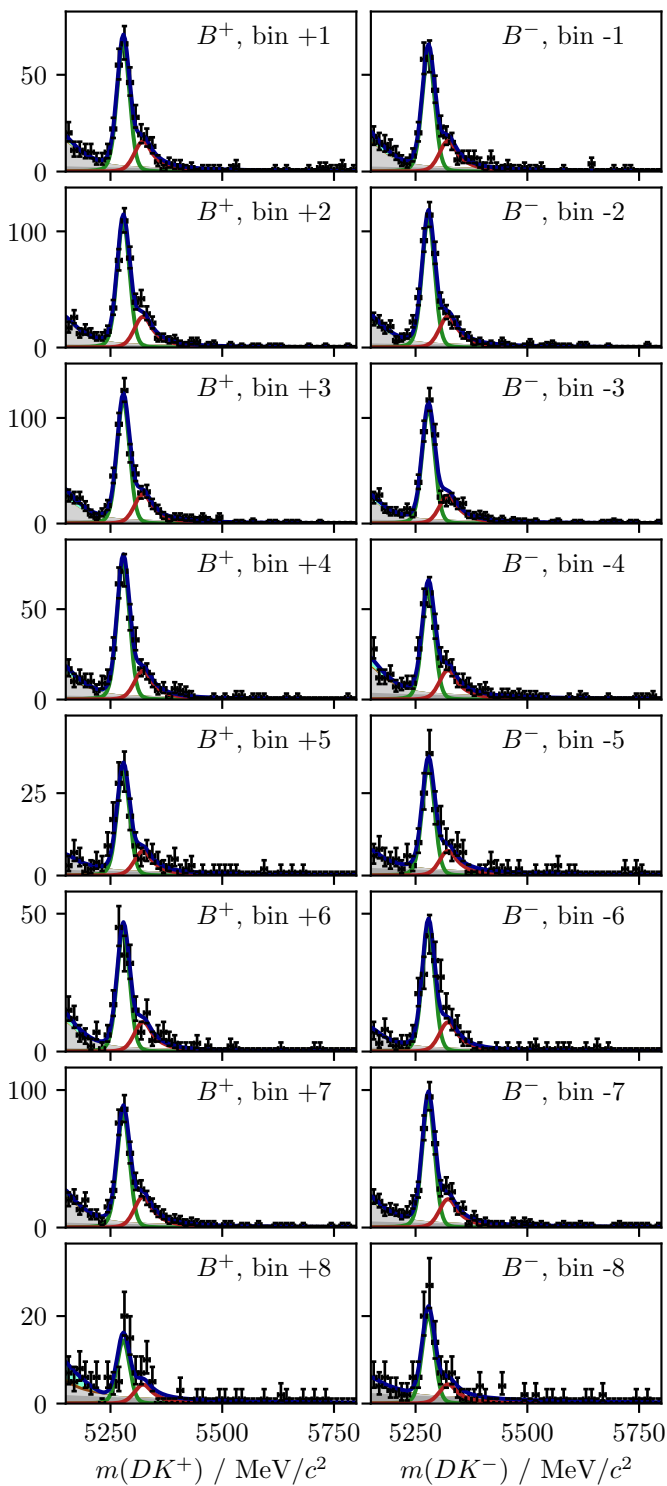 B⁺, bin +1 B⁻, bin -1
50
0
B⁺, bin +2 B⁻, bin -2
100
0
B⁺, bin +3 B⁻, bin -3
100
0
B⁺, bin +4 B⁻, bin -4
50
0
B⁺, bin +5 B⁻, bin -5
25
0
B⁺, bin +6 B⁻, bin -6
50
0
B⁺, bin +7 B⁻, bin -7
100
0
B⁺, bin +8 B⁻, bin -8
20
0
5250 5500 5750 5250 5500 5750
m(DK⁺) / MeV/c² m(DK⁻) / MeV/c²